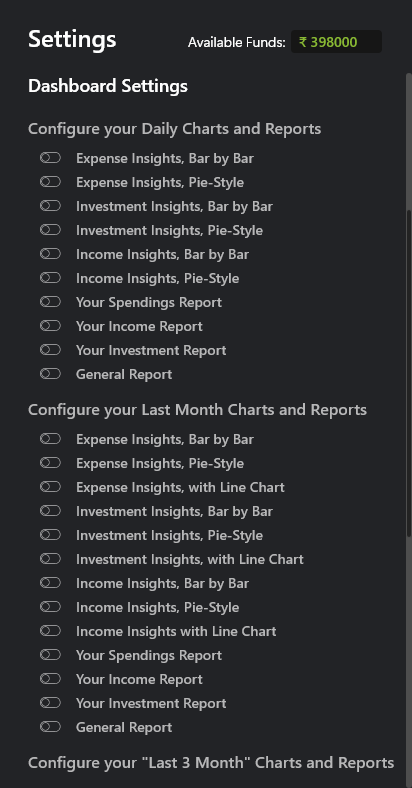 Settings
Available Funds: ₹ 398000
Dashboard Settings
Configure your Daily Charts and Reports
Expense Insights, Bar by Bar
Expense Insights, Pie-Style
Investment Insights, Bar by Bar
Investment Insights, Pie-Style
Income Insights, Bar by Bar
Income Insights, Pie-Style
Your Spendings Report
Your Income Report
Your Investment Report
General Report
Configure your Last Month Charts and Reports
Expense Insights, Bar by Bar
Expense Insights, Pie-Style
Expense Insights, with Line Chart
Investment Insights, Bar by Bar
Investment Insights, Pie-Style
Investment Insights, with Line Chart
Income Insights, Bar by Bar
Income Insights, Pie-Style
Income Insights with Line Chart
Your Spendings Report
Your Income Report
Your Investment Report
General Report
Configure your "Last 3 Month" Charts and Reports